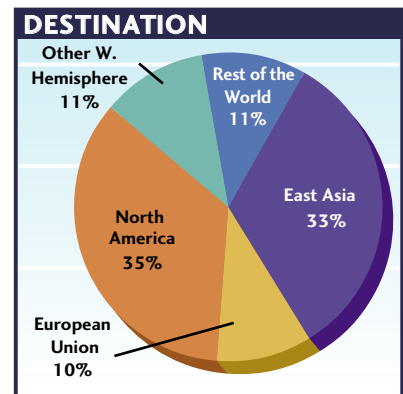 DESTINATION
Other W.
Hemisphere
11%
Rest of the
World
11%
East Asia
33%
North
America
35%
European
Union
10%